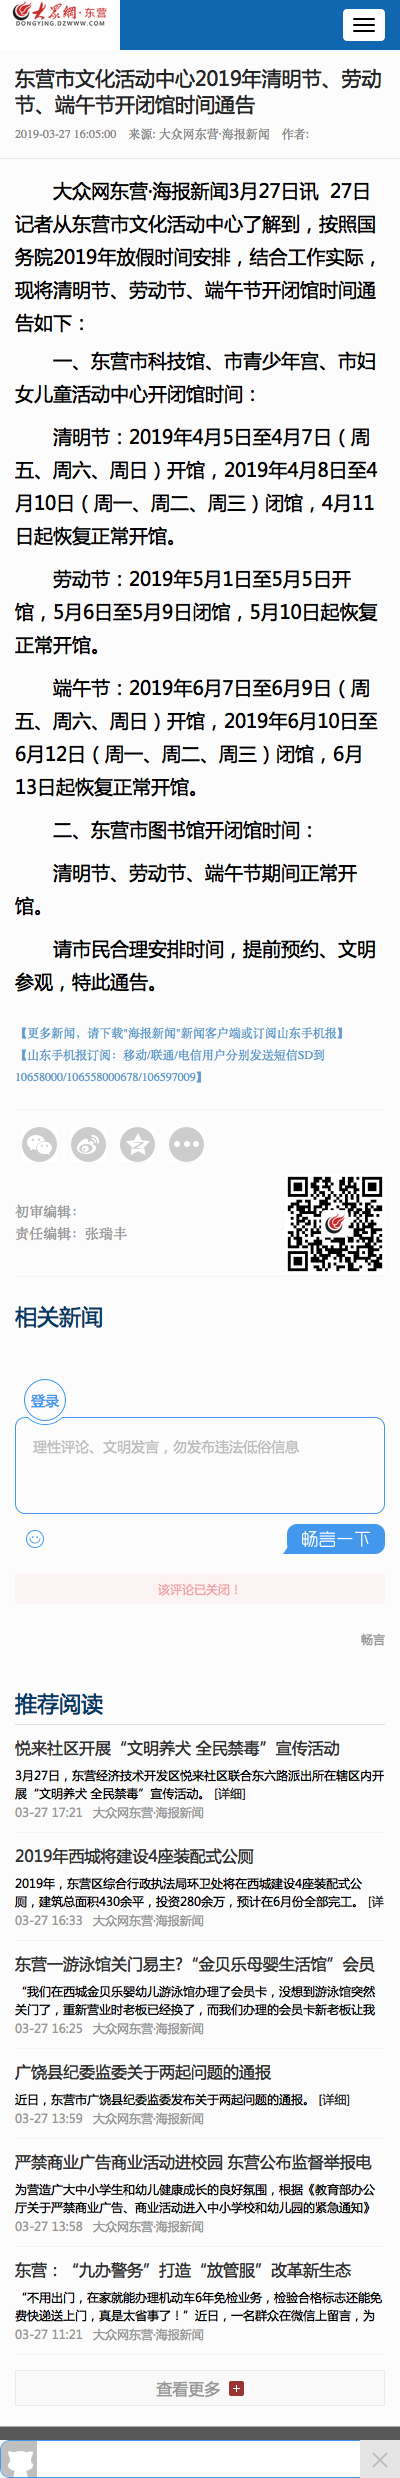 大众网·东营
DONGYING.DZWWW.COM
东营市文化活动中心2019年清明节、劳动
节、端午节开闭馆时间通告
2019-03-27 16:05:00 来源: 大众网东营·海报新闻 作者:
大众网东营·海报新闻3月27日讯 27日
记者从东营市文化活动中心了解到，按照国
务院2019年放假时间安排，结合工作实际，
现将清明节、劳动节、端午节开闭馆时间通
告如下：
一、东营市科技馆、市青少年宫、市妇
女儿童活动中心开闭馆时间：
清明节：2019年4月5日至4月7日（周
五、周六、周日）开馆，2019年4月8日至4
月10日（周一、周二、周三）闭馆，4月11
日起恢复正常开馆。
劳动节：2019年5月1日至5月5日开
馆，5月6日至5月9日闭馆，5月10日起恢复
正常开馆。
端午节：2019年6月7日至6月9日（周
五、周六、周日）开馆，2019年6月10日至
6月12日（周一、周二、周三）闭馆，6月
13日起恢复正常开馆。
二、东营市图书馆开闭馆时间：
清明节、劳动节、端午节期间正常开
馆。
请市民合理安排时间，提前预约、文明
参观，特此通告。
【更多新闻，请下载"海报新闻"新闻客户端或订阅山东手机报】
【山东手机报订阅：移动/联通/电信用户分别发送短信SD到
10658000/106558000678/106597009】
初审编辑：
责任编辑：张瑞丰
相关新闻
登录
理性评论、文明发言，勿发布违法低俗信息
畅言一下
该评论已关闭！
畅言
推荐阅读
悦来社区开展“文明养犬 全民禁毒”宣传活动
3月27日，东营经济技术开发区悦来社区联合东六路派出所在辖区内开
展“文明养犬 全民禁毒”宣传活动。 [详细]
03-27 17:21 大众网东营·海报新闻
2019年西城将建设4座装配式公厕
2019年，东营区综合行政执法局环卫处将在西城建设4座装配式公
厕，建筑总面积430余平，投资280余万，预计在6月份全部完工。 [详
03-27 16:33 大众网东营·海报新闻
东营一游泳馆关门易主?“金贝乐母婴生活馆”会员
“我们在西城金贝乐婴幼儿游泳馆办理了会员卡，没想到游泳馆突然
关门了，重新营业时老板已经换了，而我们办理的会员卡新老板让我
03-27 16:25 大众网东营·海报新闻
广饶县纪委监委关于两起问题的通报
近日，东营市广饶县纪委监委发布关于两起问题的通报。 [详细]
03-27 13:59 大众网东营·海报新闻
严禁商业广告商业活动进校园 东营公布监督举报电
为营造广大中小学生和幼儿健康成长的良好氛围，根据《教育部办公
厅关于严禁商业广告、商业活动进入中小学校和幼儿园的紧急通知》
03-27 13:58 大众网东营·海报新闻
东营：“九办警务”打造“放管服”改革新生态
“不用出门，在家就能办理机动车6年免检业务，检验合格标志还能免
费快递送上门，真是太省事了！”近日，一名群众在微信上留言，为
03-27 11:21 大众网东营·海报新闻
查看更多